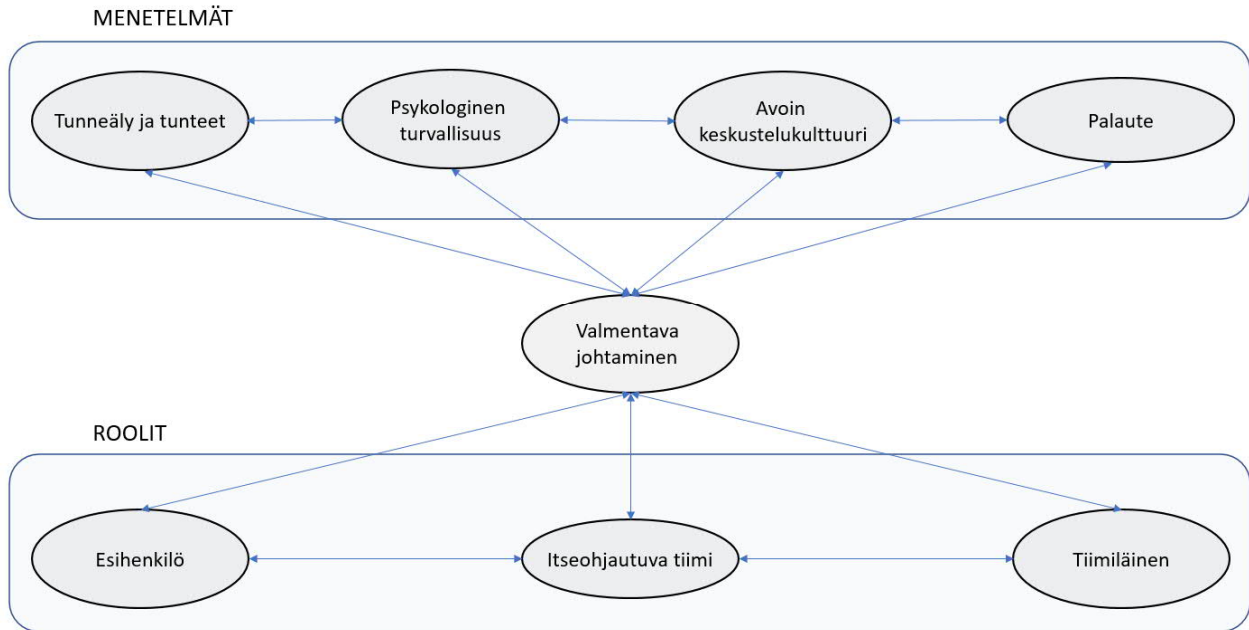 MENETELMÄT
Tunneäly ja tunteet
Psykologinen
turvallisuus
Avoin
keskustelukulttuuri
Palaute
Valmentava
johtaminen
ROOLIT
Esihenkilö
Itseohjautuva tiimi
Tiimiläinen